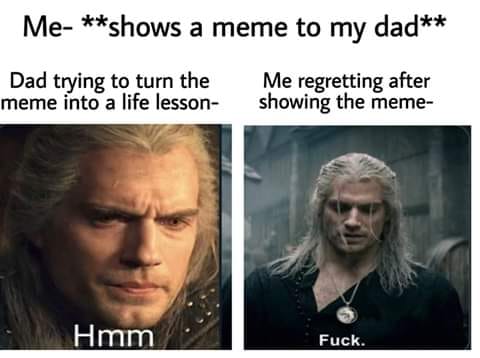 Me- **shows a meme to my dad**
Dad trying to turn the
meme into a life lesson-
Me regretting after
showing the meme-
Hmm
Fuck.